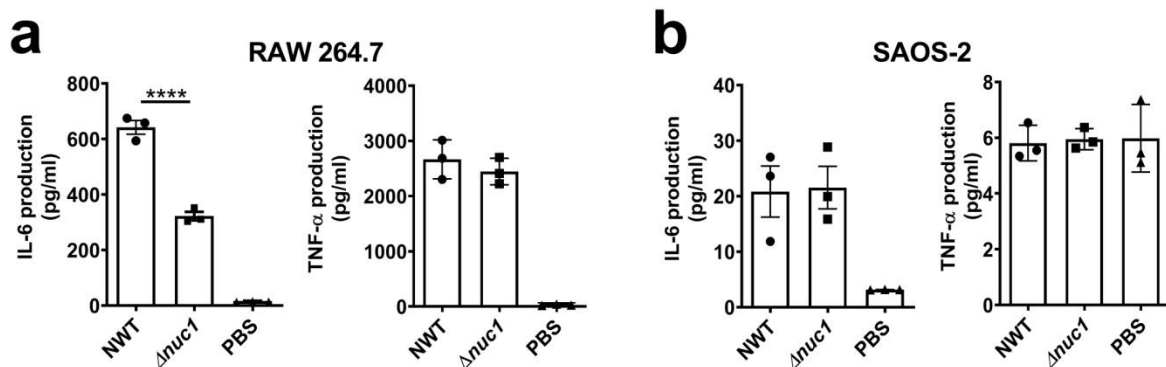 a
RAW 264.7
IL-6 production
(pg/ml)
800
600
400
200
0
****
NWT
Δnuc1
PBS
TNF-α production
(pg/ml)
4000
3000
2000
1000
0
NWT
Δnuc1
PBS
b
SAOS-2
IL-6 production
(pg/ml)
40
30
20
10
0
NWT
Δnuc1
PBS
TNF-α production
(pg/ml)
8
6
4
2
0
NWT
Δnuc1
PBS